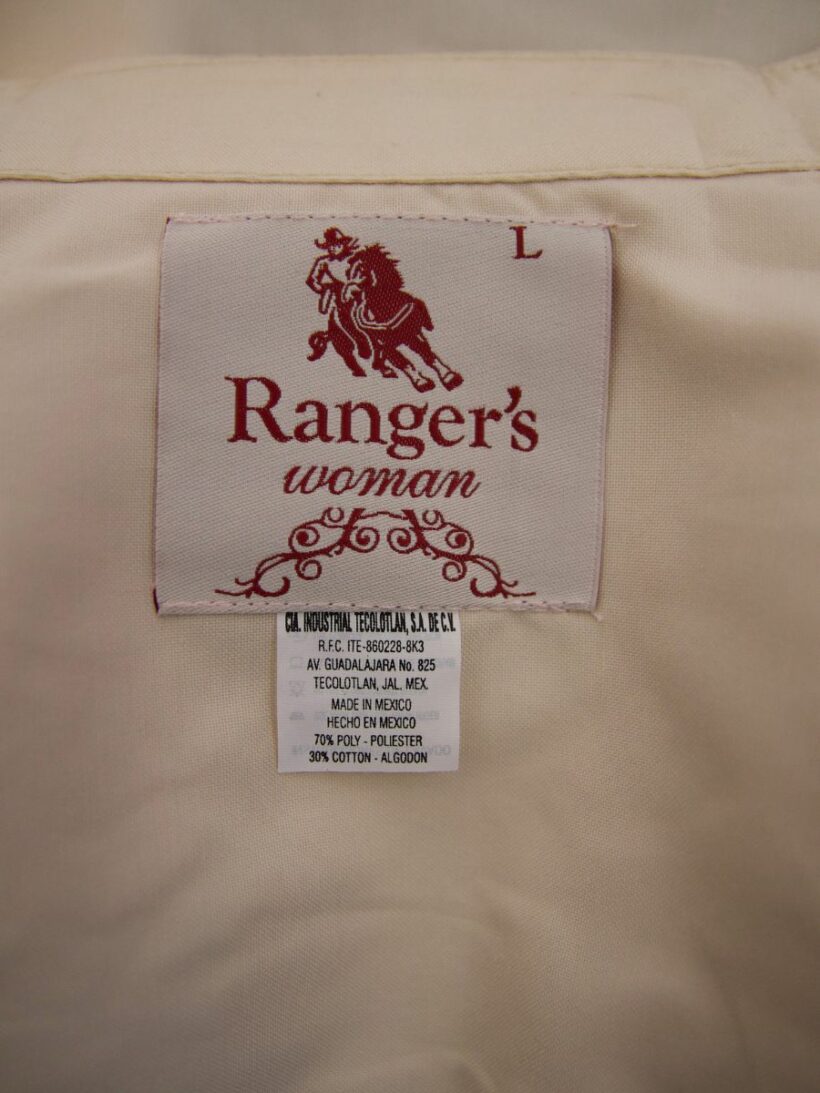 L
Ranger's
woman
CIA. INDUSTRIAL TECOLOTLAN, S.A. DE C.V.
R.F.C. ITE-860228-8K3
AV. GUADALAJARA No. 825
TECOLOTLAN, JAL. MEX.
MADE IN MEXICO
HECHO EN MEXICO
70% POLY - POLIESTER
30% COTTON - ALGODON